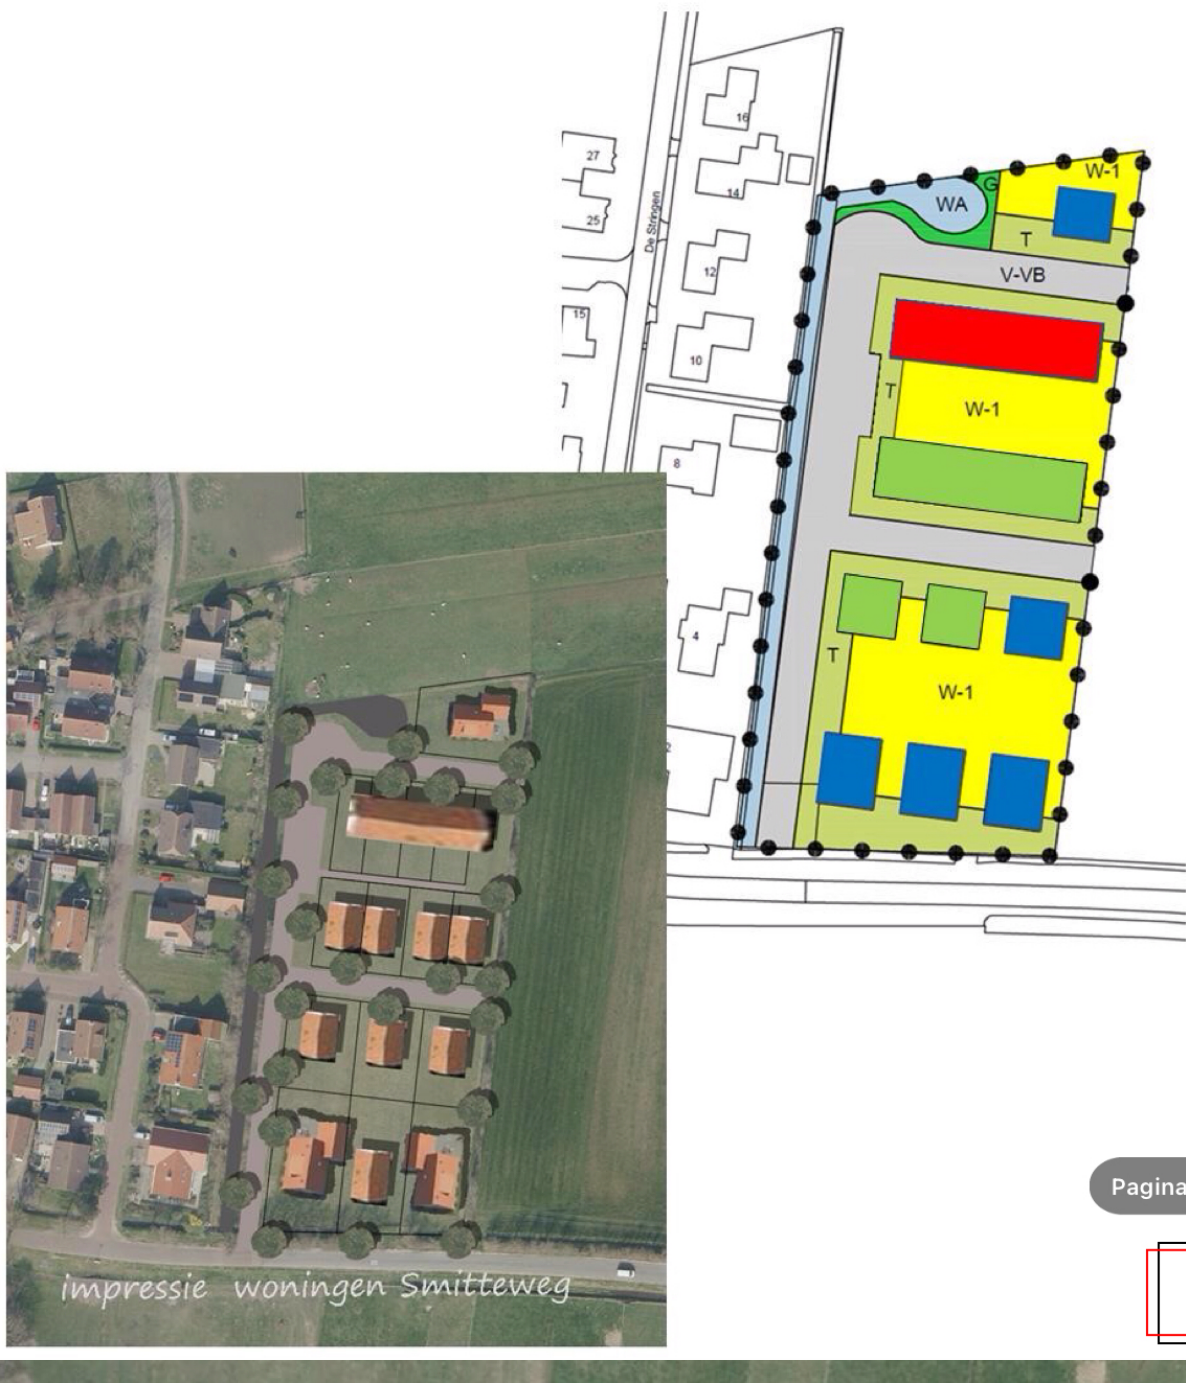 16
27
W-1
14
G
WA
25
De Stringen
T
12
V-VB
15
10
T
W-1
8
4
T
W-1
2
Pagina
impressie woningen Smitteweg